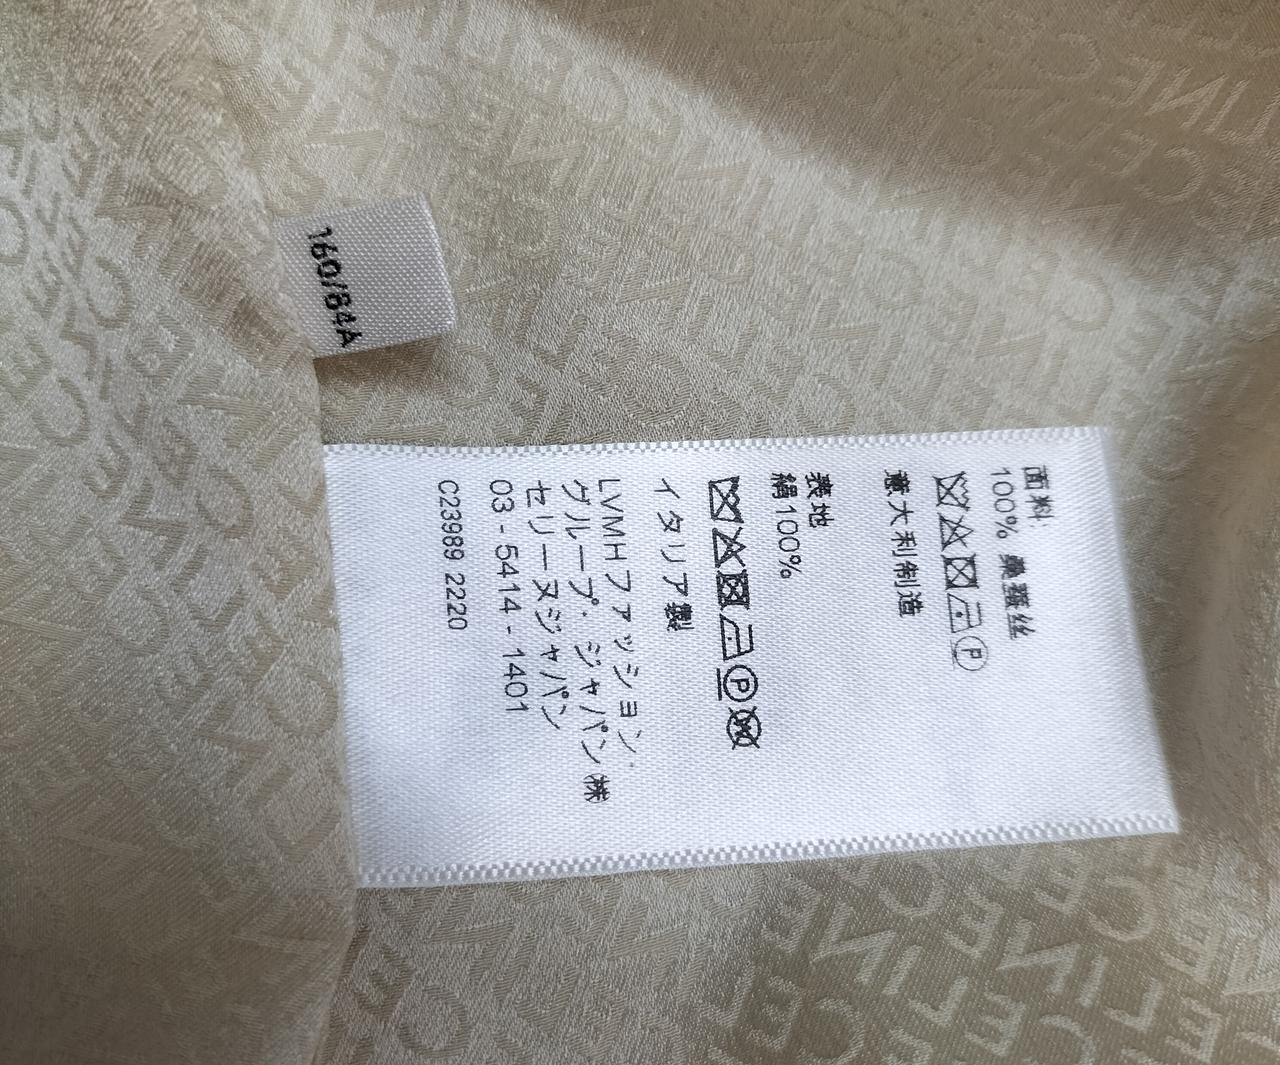 160/84A
面料
100% 桑蚕丝
意大利制造
表地
絹100%
イタリア製
LVMHファッション・
グループ・ジャパン㈱
セリーヌジャパン
03 - 5414 - 1401
C23989 2220
CELINE